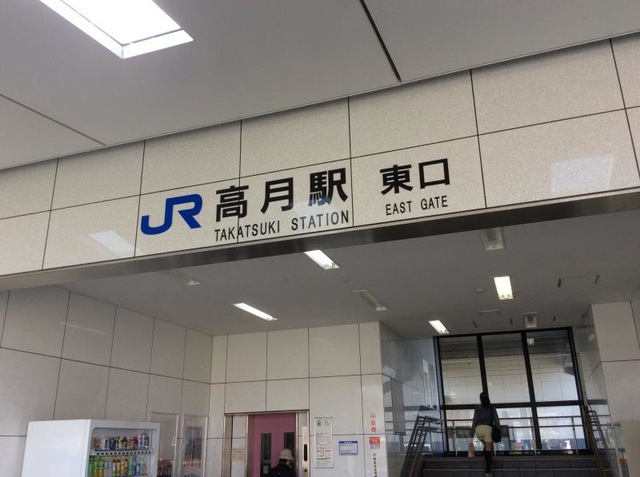 JR 高月駅 東口
TAKATSUKI STATION EAST GATE